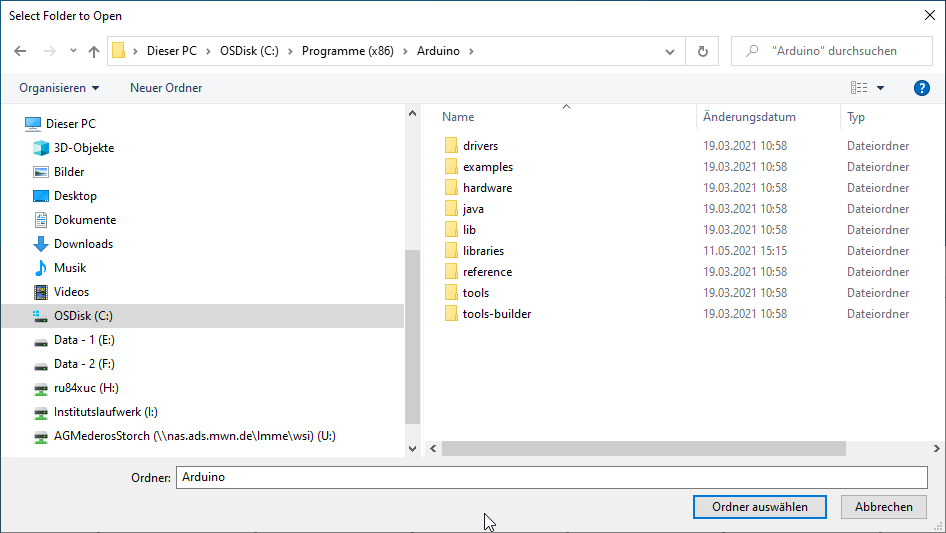 Select Folder to Open
Dieser PC > OSDisk (C:) > Programme (x86) > Arduino >
"Arduino" durchsuchen
Organisieren
Neuer Ordner
?
Dieser PC
3D-Objekte
Bilder
Desktop
Dokumente
Downloads
Musik
Videos
OSDisk (C:)
Data - 1 (E:)
Data - 2 (F:)
ru84xuc (H:)
Institutslaufwerk (I:)
AGMederosStorch (\\nas.ads.mwn.de\lmme\wsi) (U:)
Name Änderungsdatum Typ
drivers 19.03.2021 10:58 Dateiordner
examples 19.03.2021 10:58 Dateiordner
hardware 19.03.2021 10:58 Dateiordner
java 19.03.2021 10:58 Dateiordner
lib 19.03.2021 10:58 Dateiordner
libraries 11.05.2021 15:15 Dateiordner
reference 19.03.2021 10:58 Dateiordner
tools 19.03.2021 10:58 Dateiordner
tools-builder 19.03.2021 10:58 Dateiordner
Ordner: Arduino
Ordner auswählen
Abbrechen